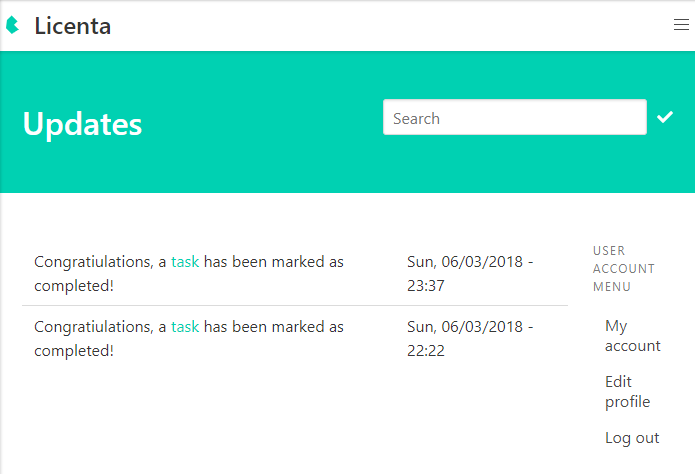 Licenta
Updates
Search
Congratiulations, a task has been marked as
completed!
Sun, 06/03/2018 -
23:37
Congratiulations, a task has been marked as
completed!
Sun, 06/03/2018 -
22:22
USER
ACCOUNT
MENU
My
account
Edit
profile
Log out